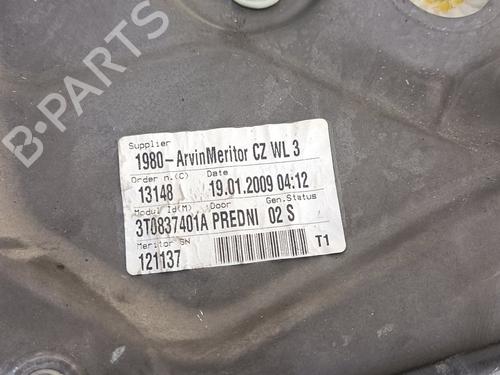 B-Parts
Supplier
1980-ArvinMeritor CZ WL 3
Order n.(C) Date
13148 19.01.2009 04:12
Modul Id(M) Door Gen.Status
3T0837401A PREDNI 02 S
Meritor SN
121137 T1